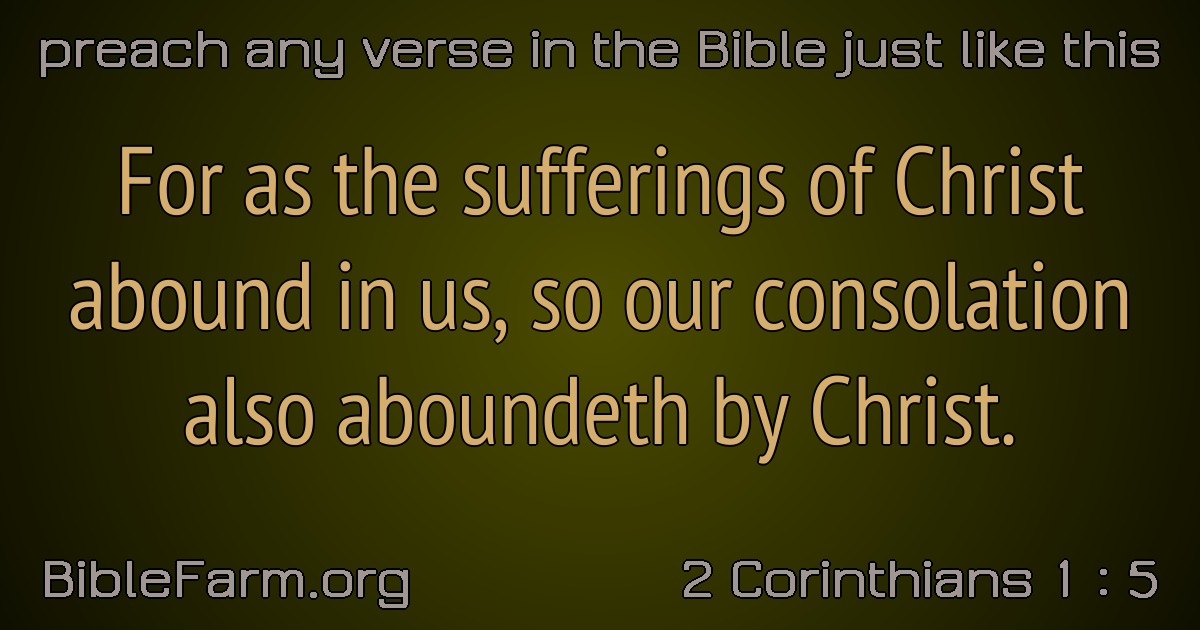 preach any verse in the Bible just like this
For as the sufferings of Christ
abound in us, so our consolation
also aboundeth by Christ.
BibleFarm.org
2 Corinthians 1 : 5